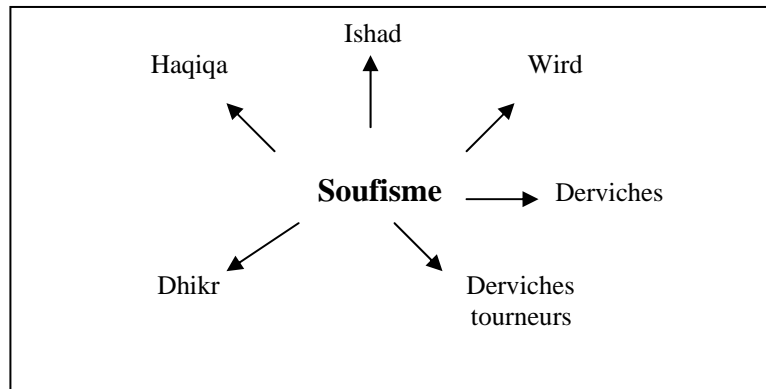 Ishad
Haqiqa
Wird
Soufisme
Derviches
Dhikr
Derviches
tourneurs